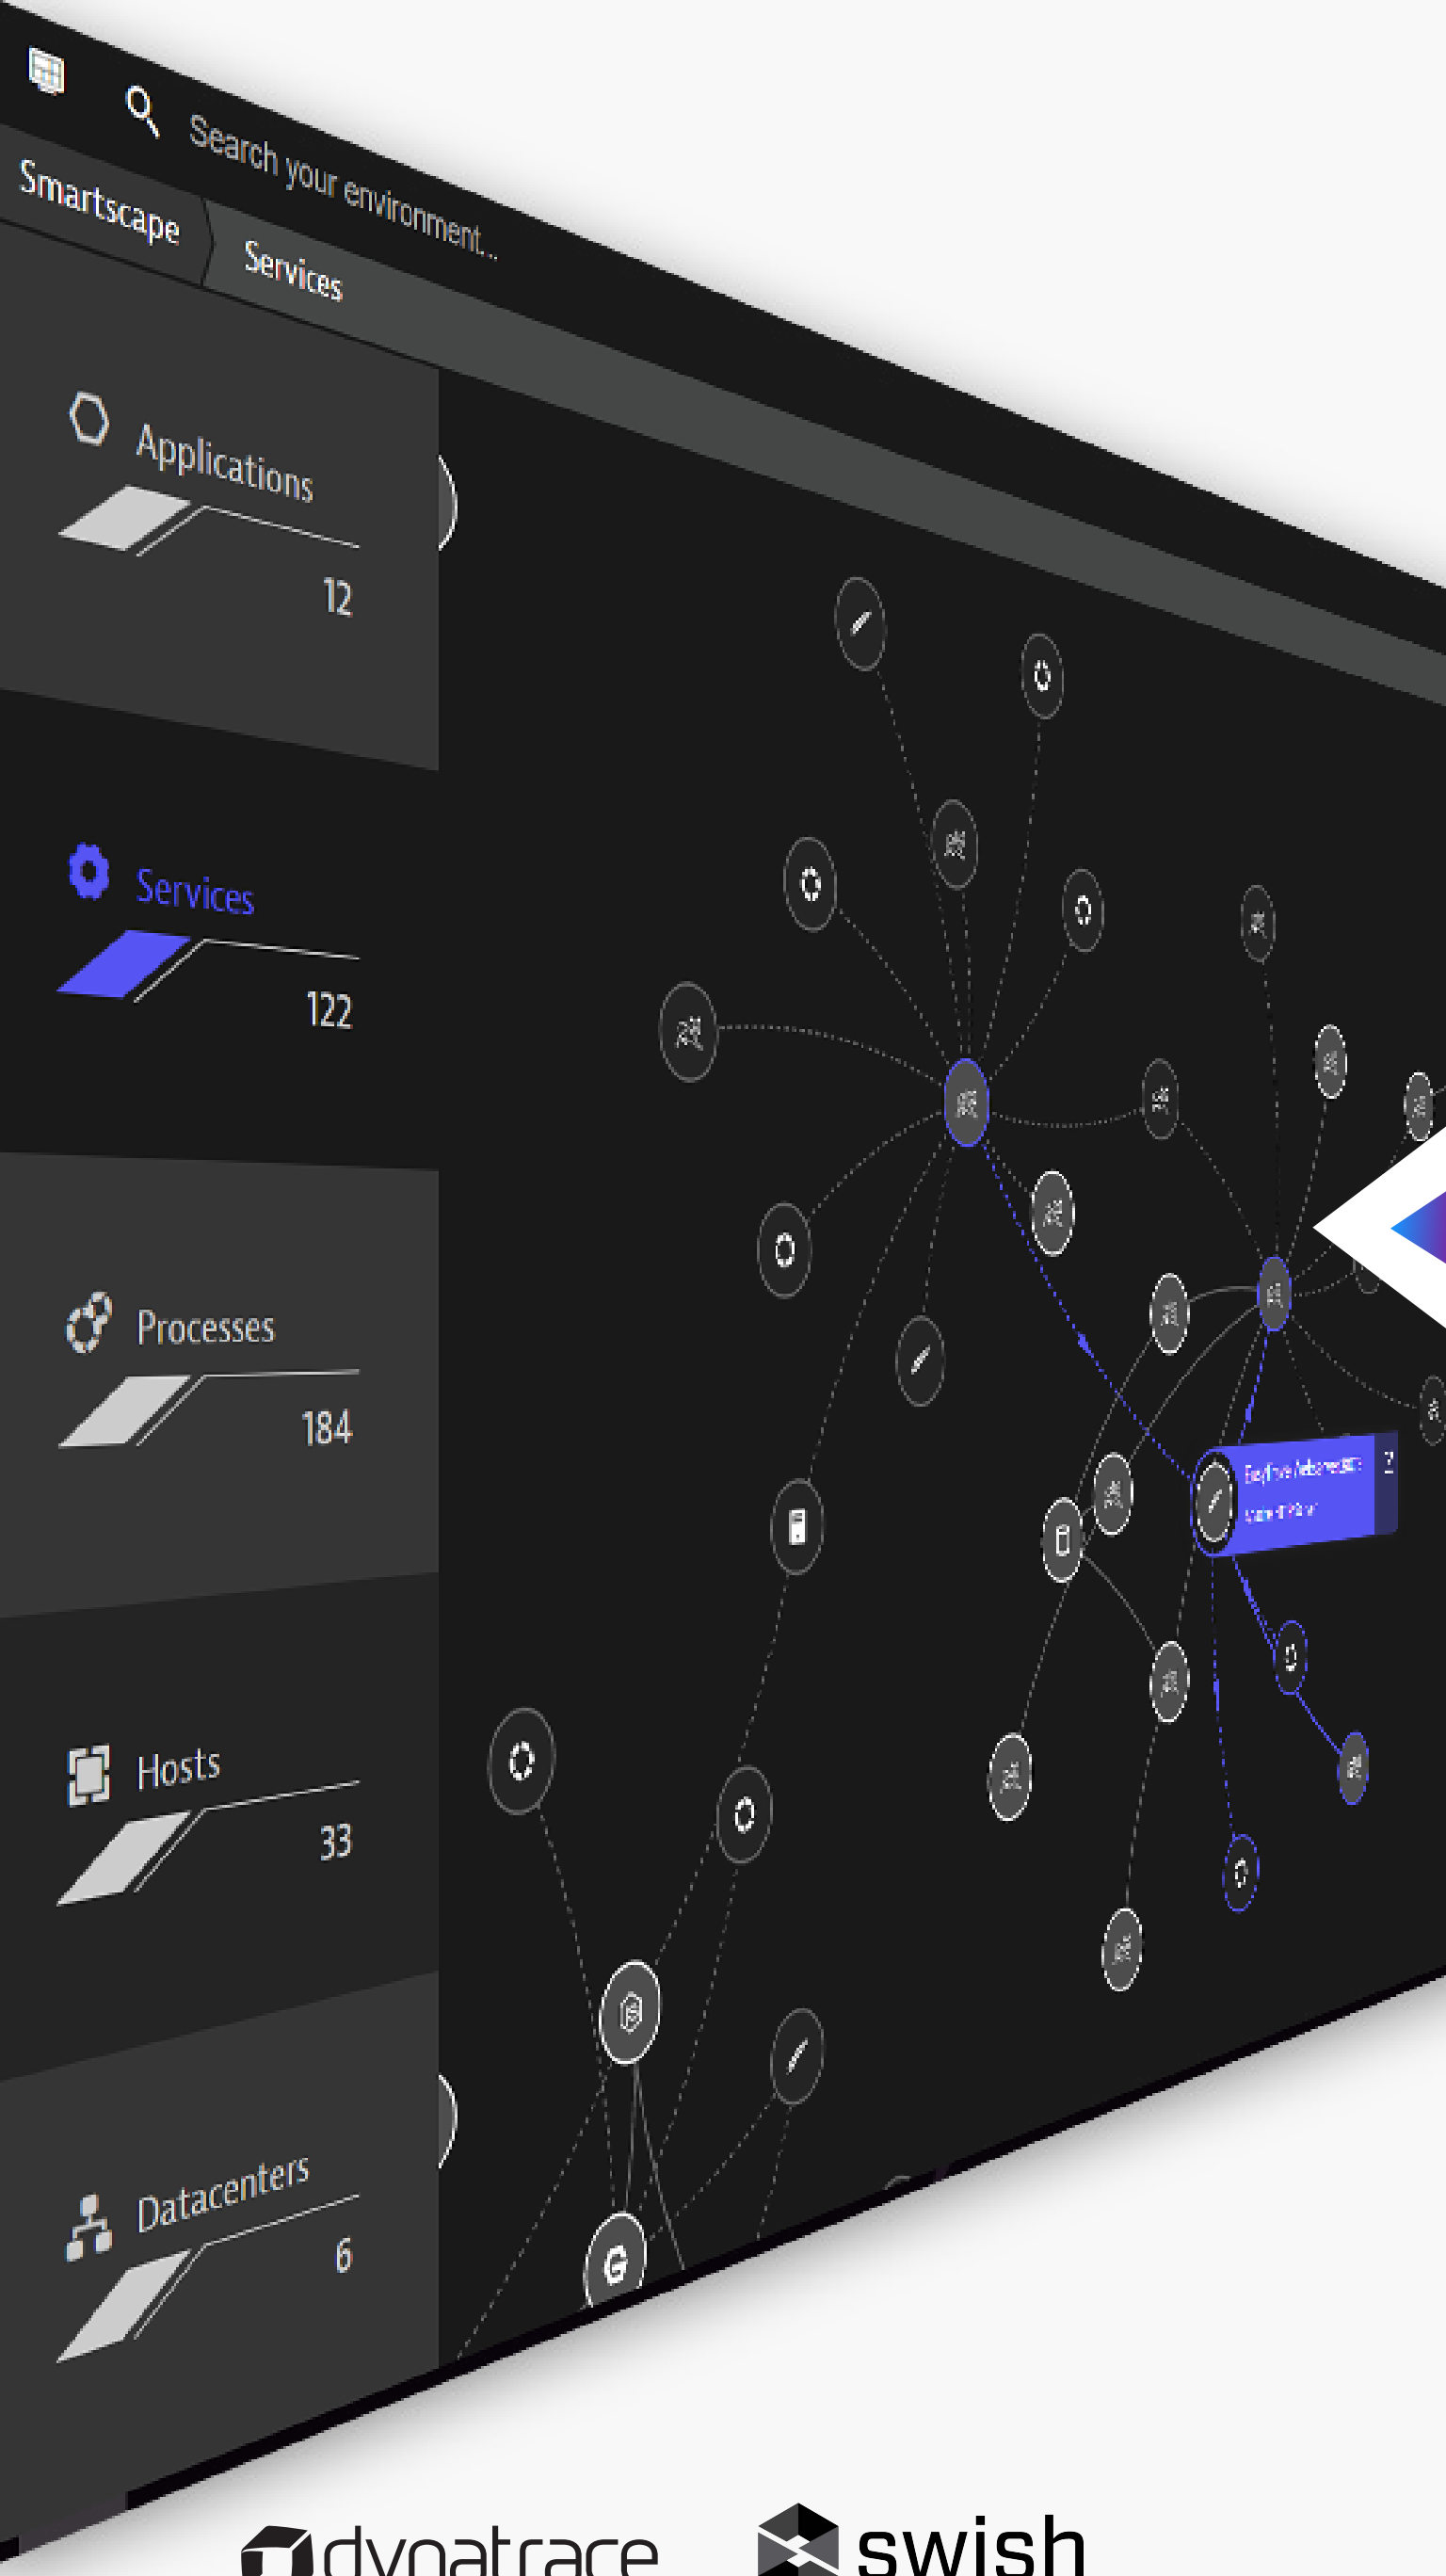 Search your environment...
Smartscape
Services
Applications
12
Services
122
Processes
184
Hosts
33
Datacenters
6
dynatrace
swish